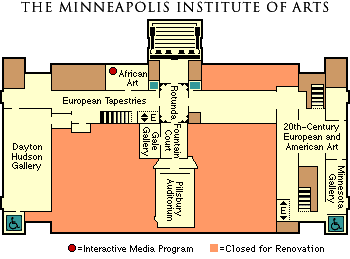 THE MINNEAPOLIS INSTITUTE OF ARTS
African
Art
European Tapestries
Rotunda
E
Gale
Gallery
Fountain
Court
20th-Century
European and
American Art
Dayton
Hudson
Gallery
Minnesota
Gallery
Pillsbury
Auditorium
E
=Interactive Media Program
=Closed for Renovation